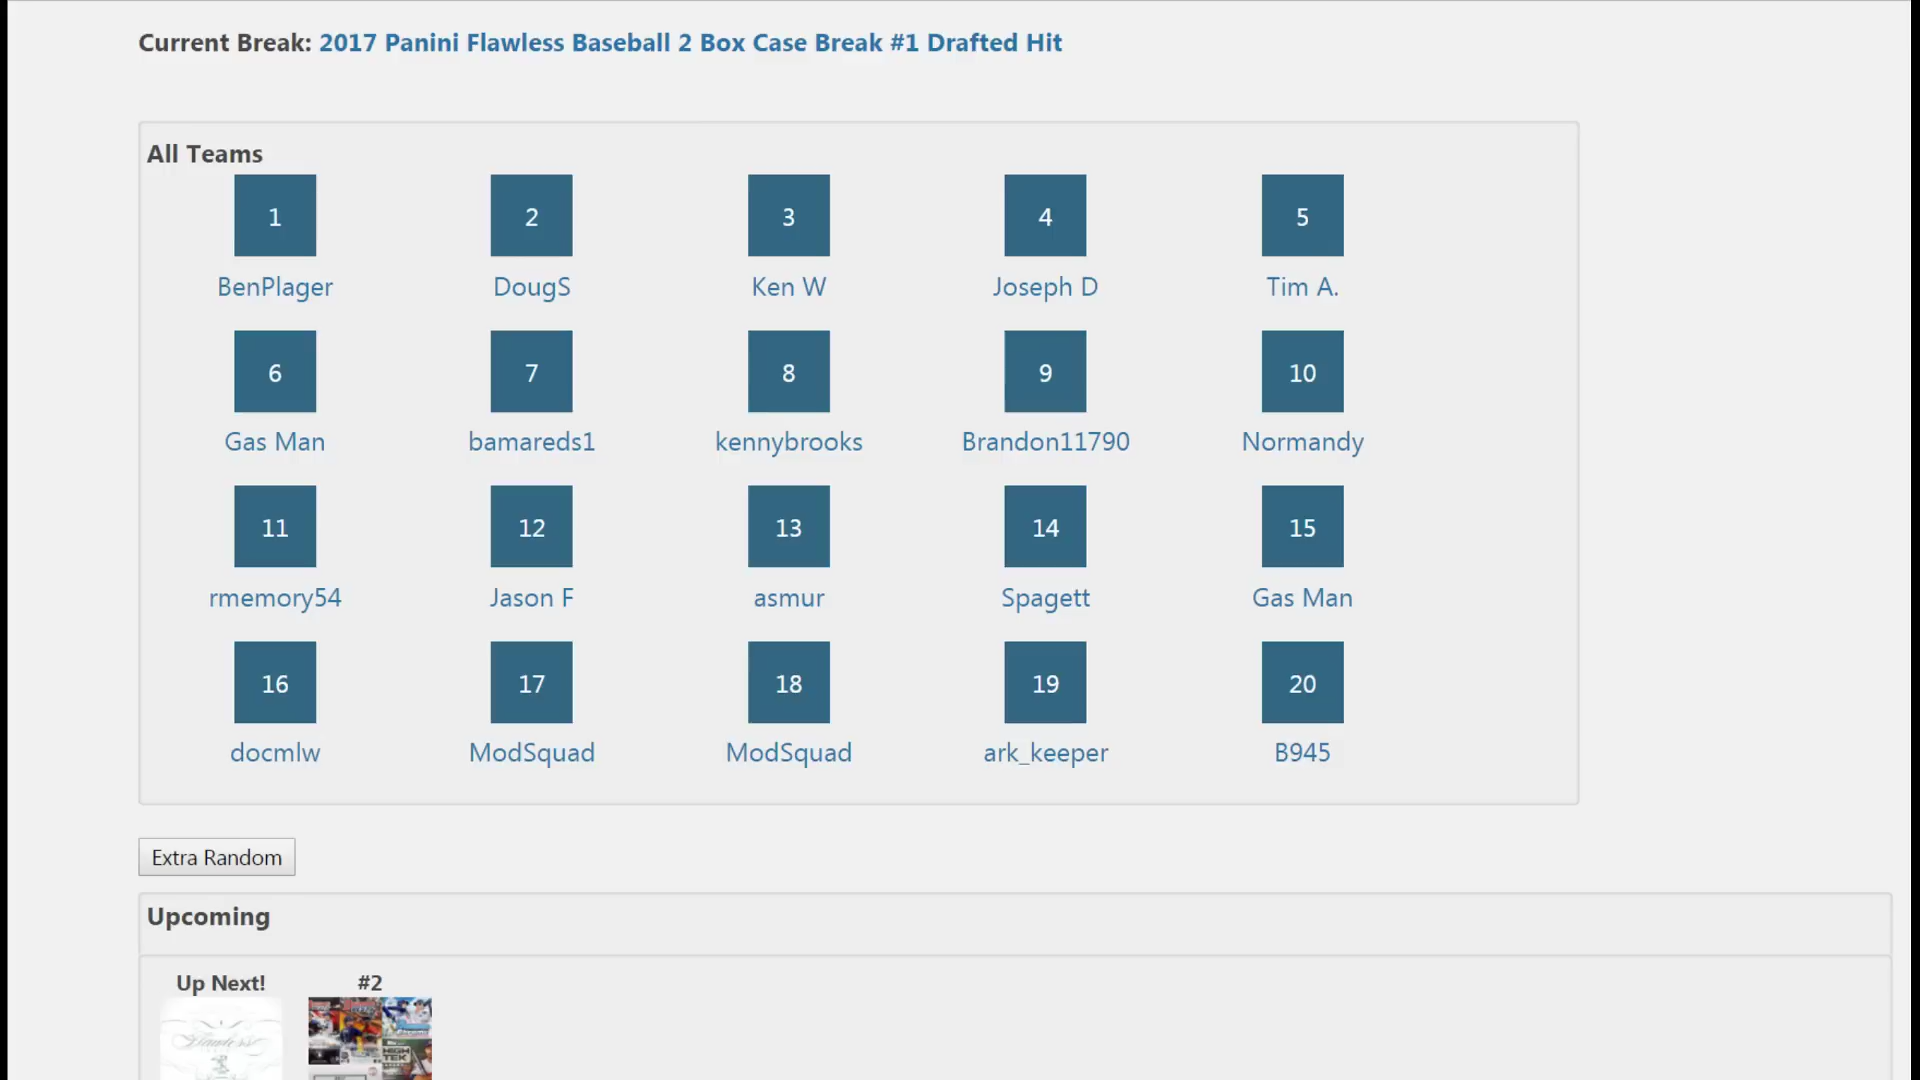 Current Break: 2017 Panini Flawless Baseball 2 Box Case Break #1 Drafted Hit
All Teams
1 2 3 4 5
BenPlager DougS Ken W Joseph D Tim A.
6 7 8 9 10
Gas Man bamareds1 kennybrooks Brandon11790 Normandy
11 12 13 14 15
rmemory54 Jason F asmur Spagett Gas Man
16 17 18 19 20
docmlw ModSquad ModSquad ark_keeper B945
Extra Random
Upcoming
Up Next! #2
Flawless
HIGH
TEK